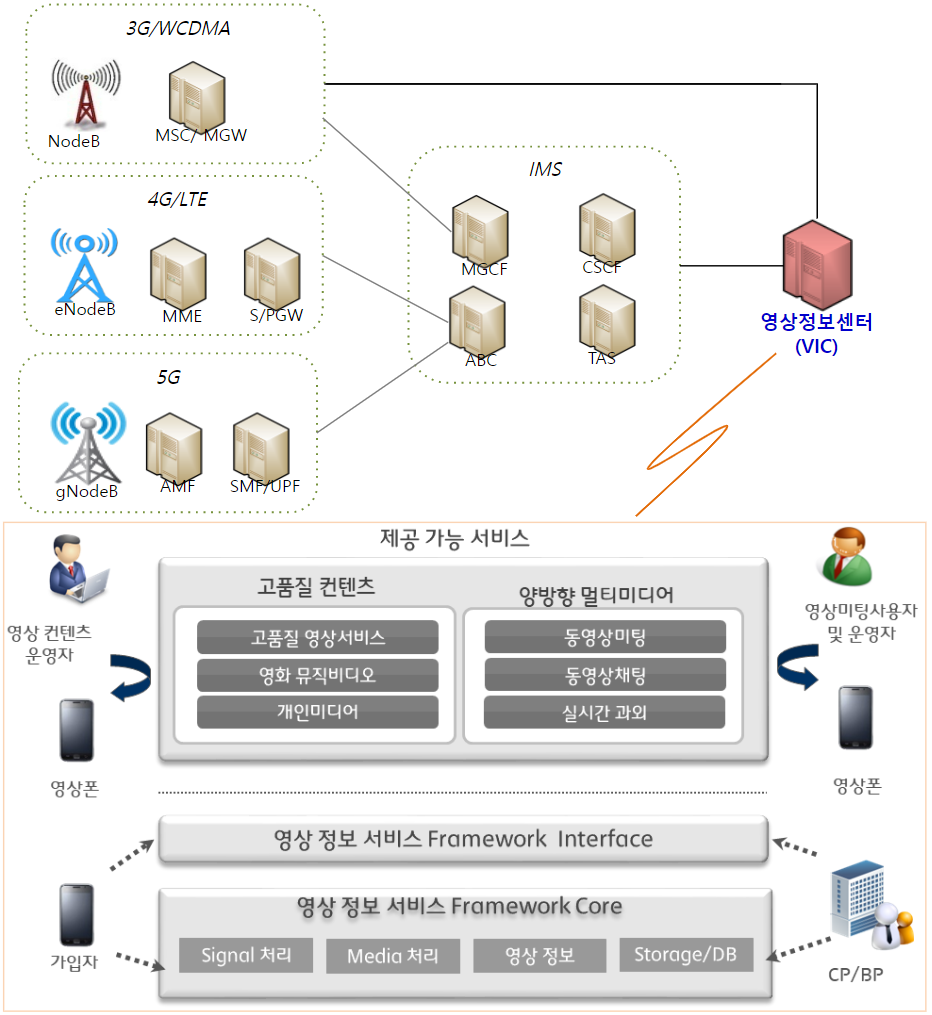 3G/WCDMA
NodeB
MSC/ MGW
4G/LTE
eNodeB
MME
S/PGW
5G
gNodeB
AMF
SMF/UPF
IMS
MGCF
CSCF
ABC
TAS
영상정보센터
(VIC)
제공 가능 서비스
영상 컨텐츠
운영자
영상폰
고품질 컨텐츠
고품질 영상서비스
영화 뮤직비디오
개인미디어
양방향 멀티미디어
동영상미팅
동영상채팅
실시간 과외
영상미팅사용자
및 운영자
영상폰
영상 정보 서비스 Framework Interface
가입자
영상 정보 서비스 Framework Core
Signal 처리
Media 처리
영상 정보
Storage/DB
CP/BP